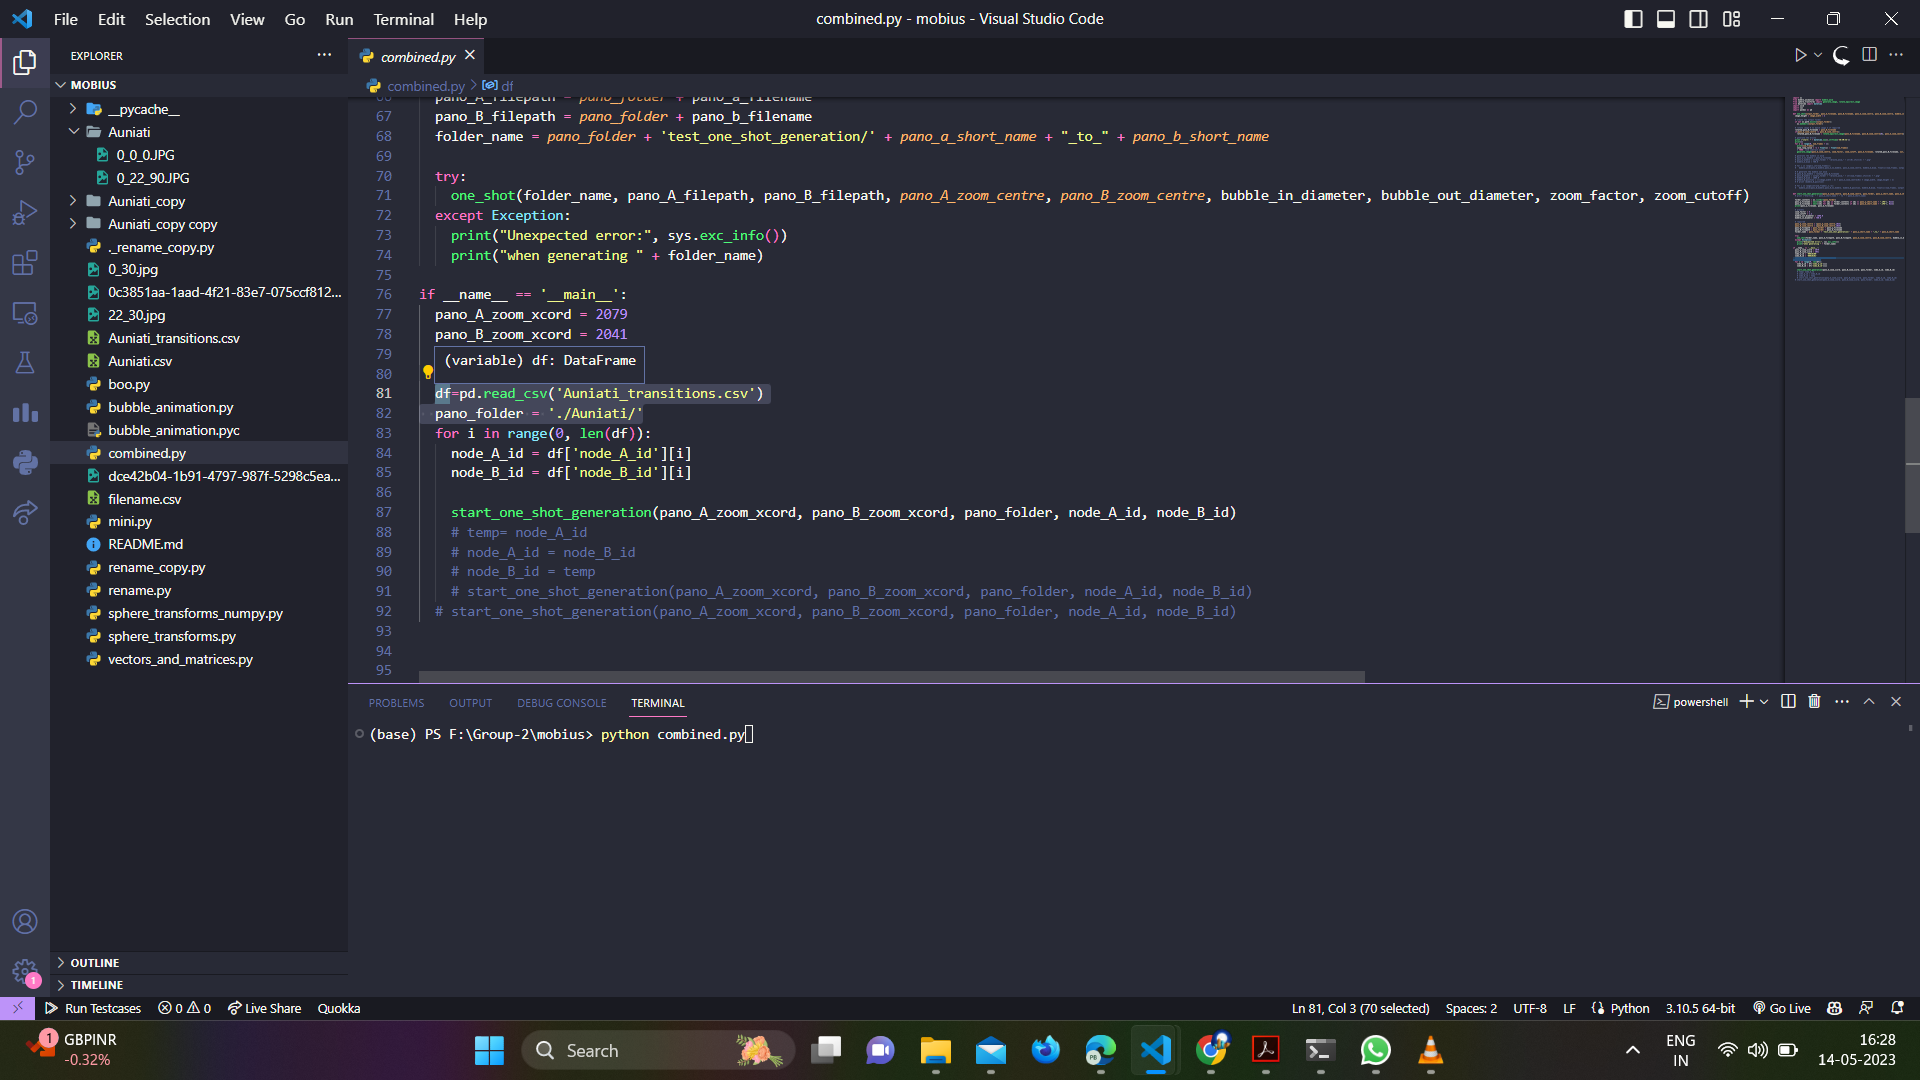 File Edit Selection View Go Run Terminal Help
combined.py - mobius - Visual Studio Code
EXPLORER
MOBIUS
__pycache__
Auniati
0_0_0.JPG
0_22_90.JPG
Auniati_copy
Auniati_copy copy
._rename_copy.py
0_30.jpg
0c3851aa-1aad-4f21-83e7-075ccf812...
22_30.jpg
Auniati_transitions.csv
Auniati.csv
boo.py
bubble_animation.py
bubble_animation.pyc
combined.py
dce42b04-1b91-4797-987f-5298c5ea...
filename.csv
mini.py
README.md
rename_copy.py
rename.py
sphere_transforms_numpy.py
sphere_transforms.py
vectors_and_matrices.py
OUTLINE
TIMELINE
combined.py
combined.py > df
66 pano_A_filepath = pano_folder + pano_a_filename
67 pano_B_filepath = pano_folder + pano_b_filename
68 folder_name = pano_folder + 'test_one_shot_generation/' + pano_a_short_name + "_to_" + pano_b_short_name
69
70 try:
71 one_shot(folder_name, pano_A_filepath, pano_B_filepath, pano_A_zoom_centre, pano_B_zoom_centre, bubble_in_diameter, bubble_out_diameter, zoom_factor, zoom_cutoff)
72 except Exception:
73 print("Unexpected error:", sys.exc_info())
74 print("when generating " + folder_name)
75
76 if __name__ == '__main__':
77 pano_A_zoom_xcord = 2079
78 pano_B_zoom_xcord = 2041
79
(variable) df: DataFrame
80
81 df=pd.read_csv('Auniati_transitions.csv')
82 pano_folder = './Auniati/'
83 for i in range(0, len(df)):
84 node_A_id = df['node_A_id'][i]
85 node_B_id = df['node_B_id'][i]
86
87 start_one_shot_generation(pano_A_zoom_xcord, pano_B_zoom_xcord, pano_folder, node_A_id, node_B_id)
88 # temp= node_A_id
89 # node_A_id = node_B_id
90 # node_B_id = temp
91 # start_one_shot_generation(pano_A_zoom_xcord, pano_B_zoom_xcord, pano_folder, node_A_id, node_B_id)
92 # start_one_shot_generation(pano_A_zoom_xcord, pano_B_zoom_xcord, pano_folder, node_A_id, node_B_id)
93
94
95
PROBLEMS OUTPUT DEBUG CONSOLE TERMINAL
powershell
(base) PS F:\Group-2\mobius> python combined.py
1
Run Testcases 0 0 Live Share Quokka
Ln 81, Col 3 (70 selected) Spaces: 2 UTF-8 LF Python 3.10.5 64-bit Go Live
1
GBPINR
-0.32%
Search
PB
ENG
IN
16:28
14-05-2023